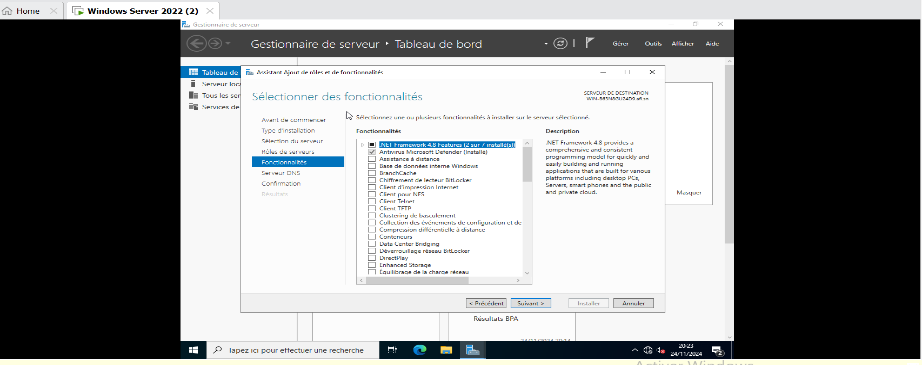 Home
Windows Server 2022 (2)
Gestionnaire de serveur
Gestionnaire de serveur • Tableau de bord
Gérer Outils Afficher Aide
Tableau de
Serveur loc
Tous les ser
Services de
Assistant Ajout de rôles et de fonctionnalités
Sélectionner des fonctionnalités
SERVEUR DE DESTINATION
Avant de commencer
Type d'installation
Sélection du serveur
Rôles de serveurs
Fonctionnalités
Serveur DNS
Confirmation
Résultats
Sélectionnez une ou plusieurs fonctionnalités à installer sur le serveur sélectionné.
Fonctionnalités
.NET Framework 4.8 Features (2 sur 7 installé(s))
Antivirus Microsoft Defender (Installé)
Assistance à distance
Base de données interne Windows
BranchCache
Chiffrement de lecteur BitLocker
Client d'impression Internet
Client pour NFS
Client Telnet
Client TFTP
Clustering de basculement
Collection des événements de configuration et de
Compression différentielle à distance
Conteneurs
Data Center Bridging
Déverrouillage réseau BitLocker
DirectPlay
Enhanced Storage
Equilibrage de la charge réseau
Description
.NET Framework 4.8 provides a
comprehensive and consistent
programming model for quickly and
easily building and running
applications that are built for various
platforms including desktop PCs,
Servers, smart phones and the public
and private cloud.
Masquer
< Précédent
Suivant >
Installer
Annuler
Résultats BPA
24/11/2024 20:14
Tapez ici pour effectuer une recherche
20:23
24/11/2024
2